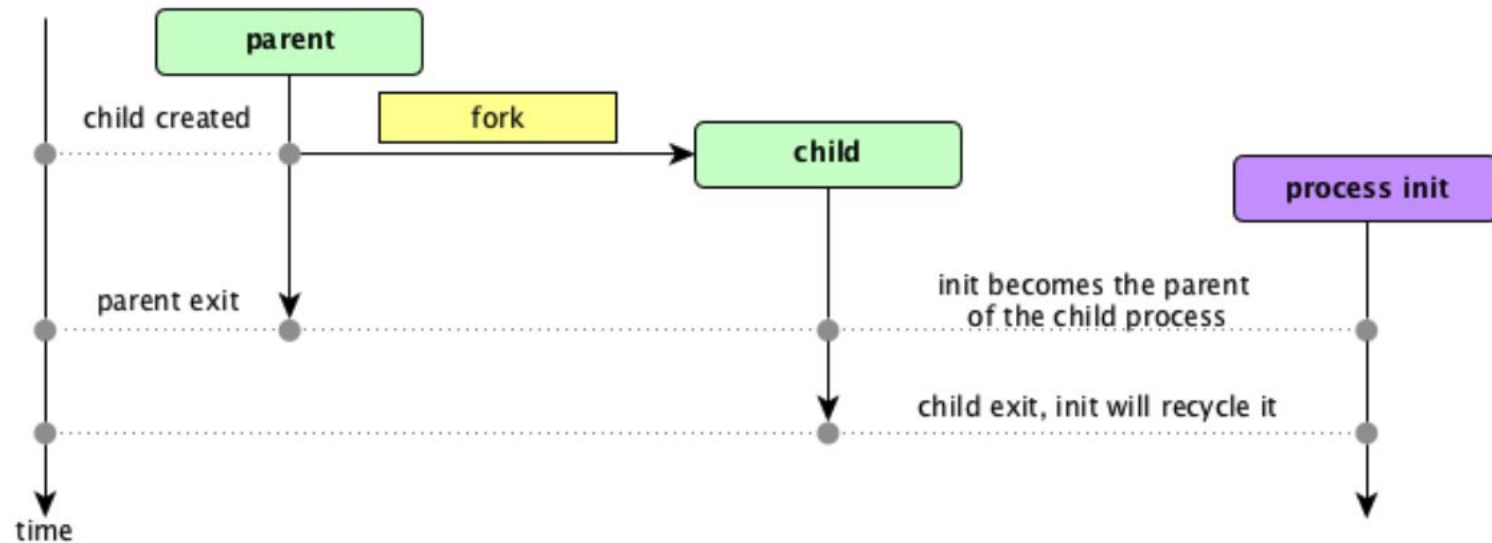 parent
child created
fork
child
process init
init becomes the parent
of the child process
parent exit
child exit, init will recycle it
time